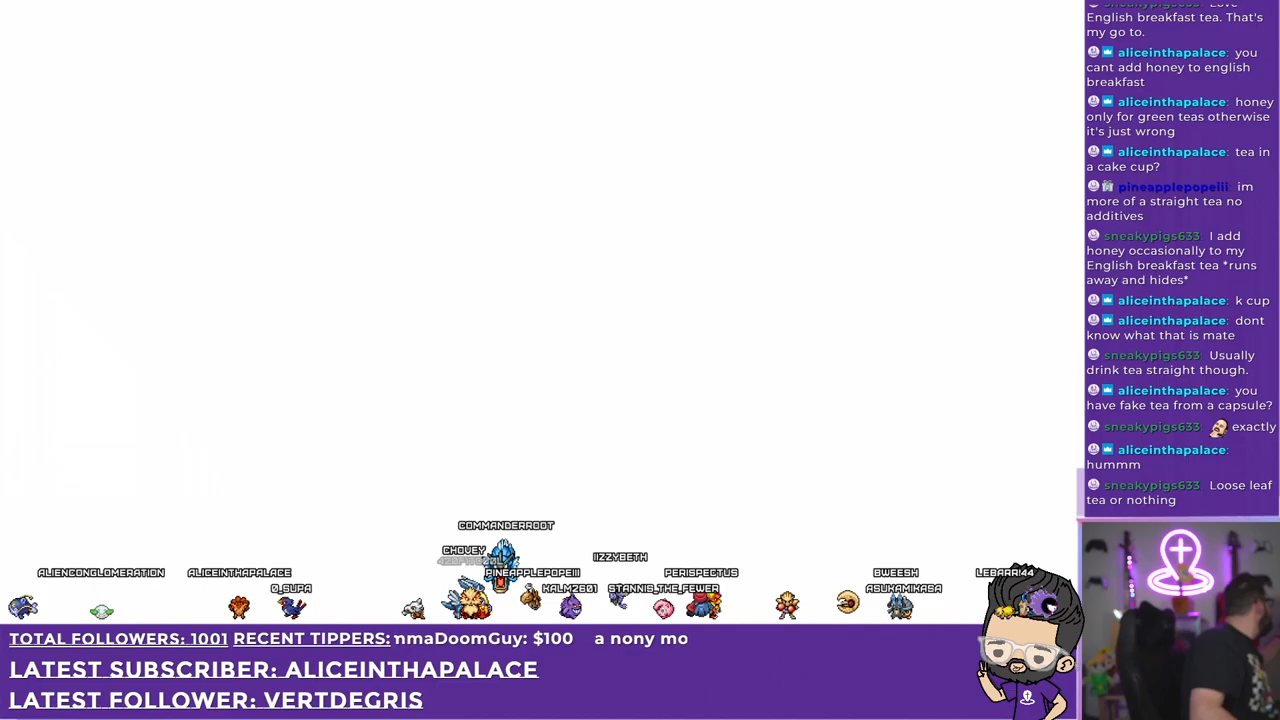 English breakfast tea. That's
my go to.
aliceinthapalace: you
cant add honey to english
breakfast
aliceinthapalace: honey
only for green teas otherwise
it's just wrong
aliceinthapalace: tea in
a cake cup?
pineapplepopeiii: im
more of a straight tea no
additives
sneakypigs633 I add
honey occasionally to my
English breakfast tea *runs
away and hides*
aliceinthapalace: k cup
aliceinthapalace: dont
know what that is mate
sneakypigs633 Usually
drink tea straight though.
aliceinthapalace: you
have fake tea from a capsule?
sneakypigs633 exactly
aliceinthapalace:
hummm
sneakypigs633 Loose leaf
tea or nothing
COMMANDERROOT
CHOVEY
IIZZYBETH
ALIENCONGLOMERATION
ALICEINTHAPALACE
PINEAPPLEPOPEIII
PERISPECTUS
BWEESH
LEBARRI44
0_SUPA
KALM2601
STANNIS_THE_FEWER
ASUKAMIKASA
TOTAL FOLLOWERS: 1001 RECENT TIPPERS: nmaDoomGuy: $100 a nony mo
LATEST SUBSCRIBER: ALICEINTHAPALACE
LATEST FOLLOWER: VERTDEGRIS